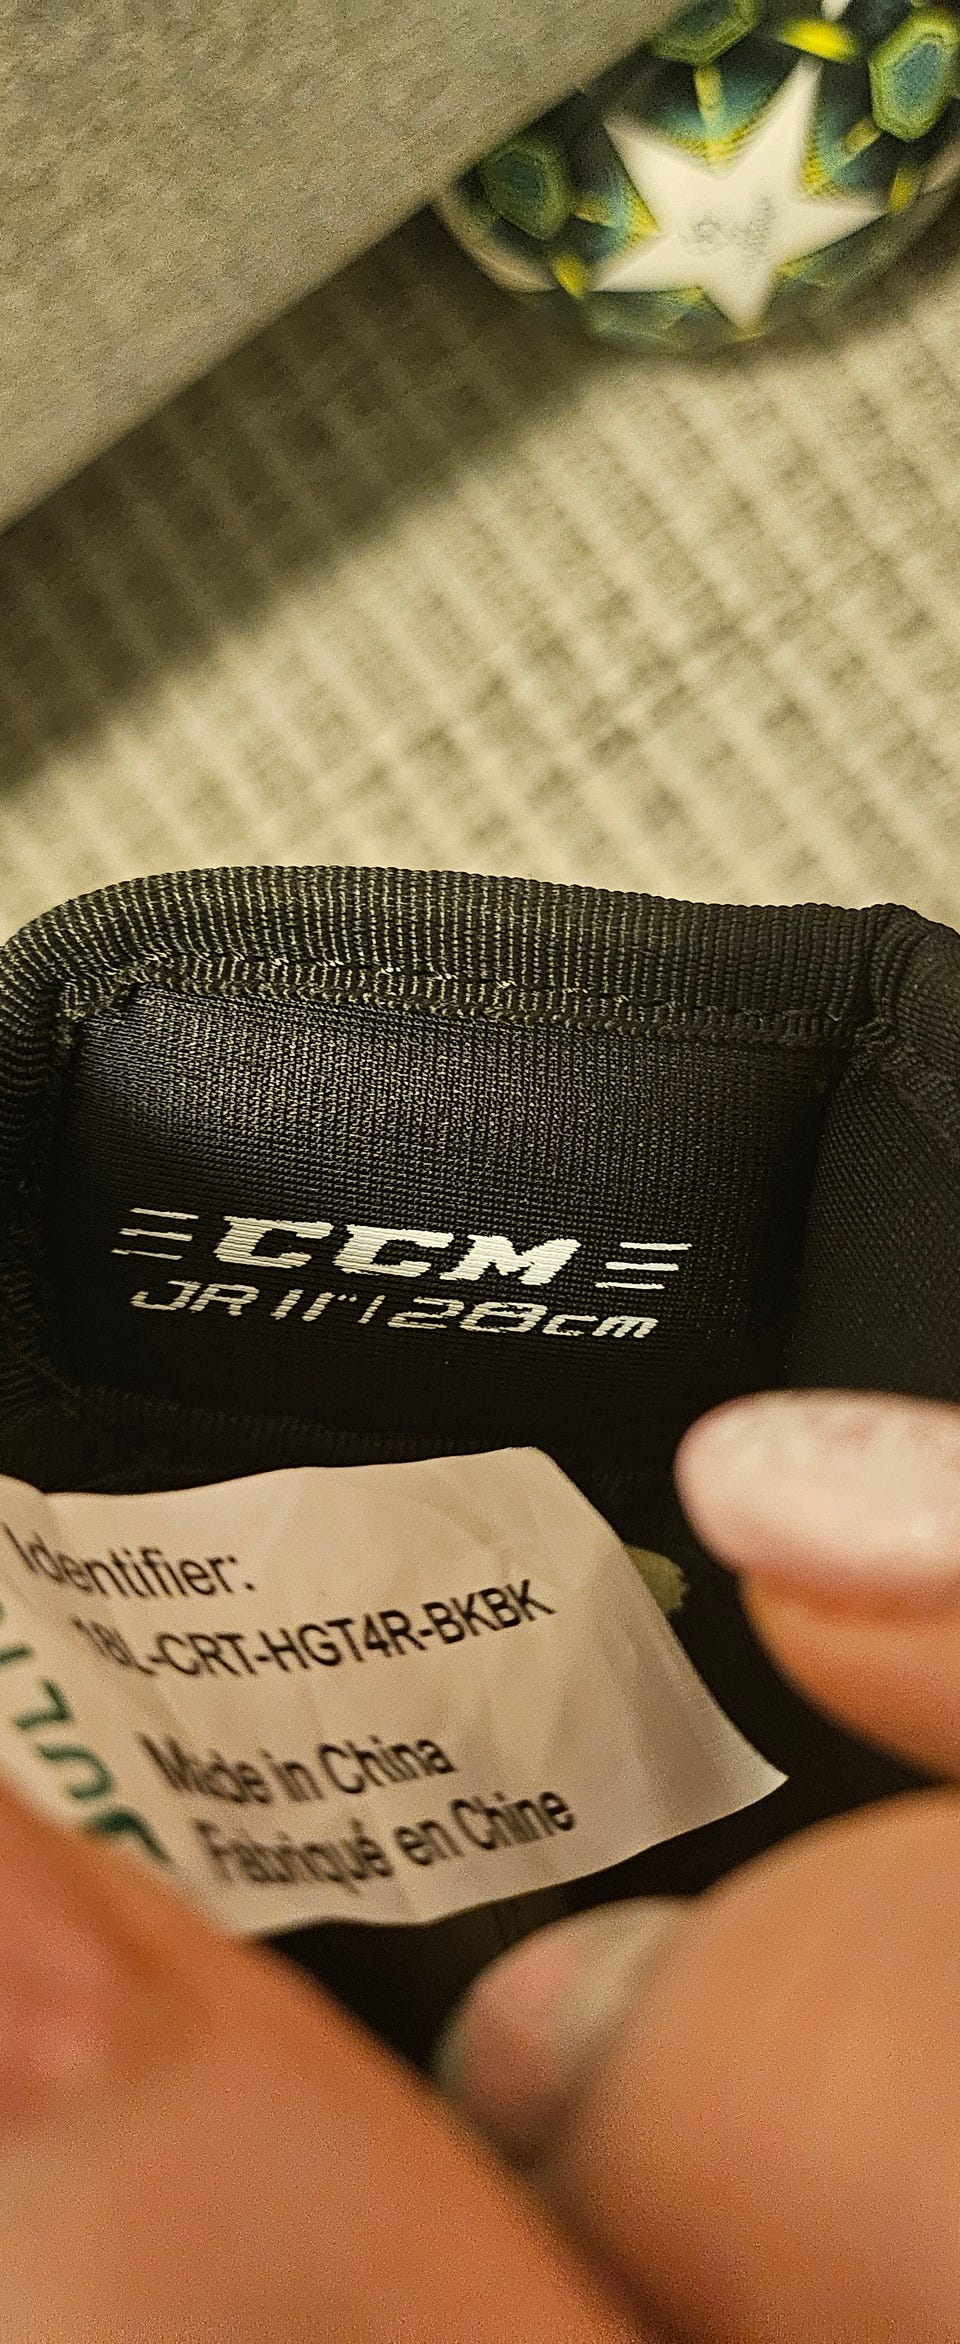 CCM
JR 11" | 28cm
Identifier:
18L-CRT-HGT4R-BKBK
Made in China
Fabriqué en Chine